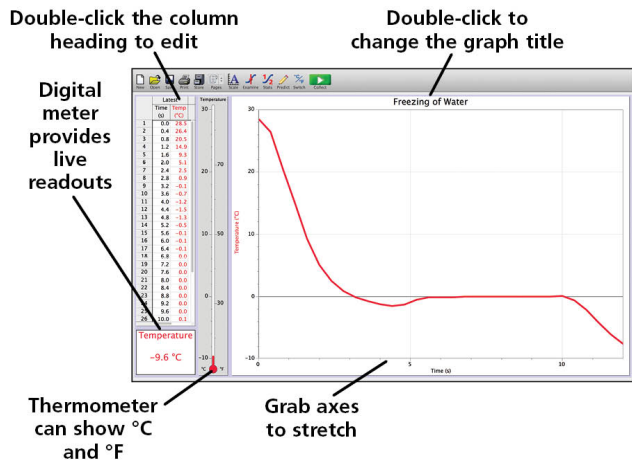 Double-click the column
heading to edit
Double-click to
change the graph title
Digital
meter
provides
live
readouts
New Open Print Store Pages Scale Examine Stats Predict Switch Collect
Latest
Time Temp
(s) (°C)
1 0.0 28.5
2 0.4 26.4
3 0.8 20.5
4 1.2 14.9
5 1.6 9.3
6 2.0 5.1
7 2.4 2.5
8 2.8 0.9
9 3.2 -0.1
10 3.6 -0.7
11 4.0 -1.2
12 4.4 -1.5
13 4.8 -1.3
14 5.2 -0.5
15 5.6 -0.1
16 6.0 -0.1
17 6.4 -0.1
18 6.8 0.0
19 7.2 0.0
20 7.6 0.0
21 8.0 0.0
22 8.4 0.0
23 8.8 0.0
24 9.2 0.0
25 9.6 0.0
26 10.0 0.1
Temperature
-9.6 °C
Temperature
30
70
20
10 50
0
30
-10
°C °F
Freezing of Water
30
20
10
0
-10
Temperature (°C)
0 5 10
Time (s)
Thermometer
can show °C
and °F
Grab axes
to stretch